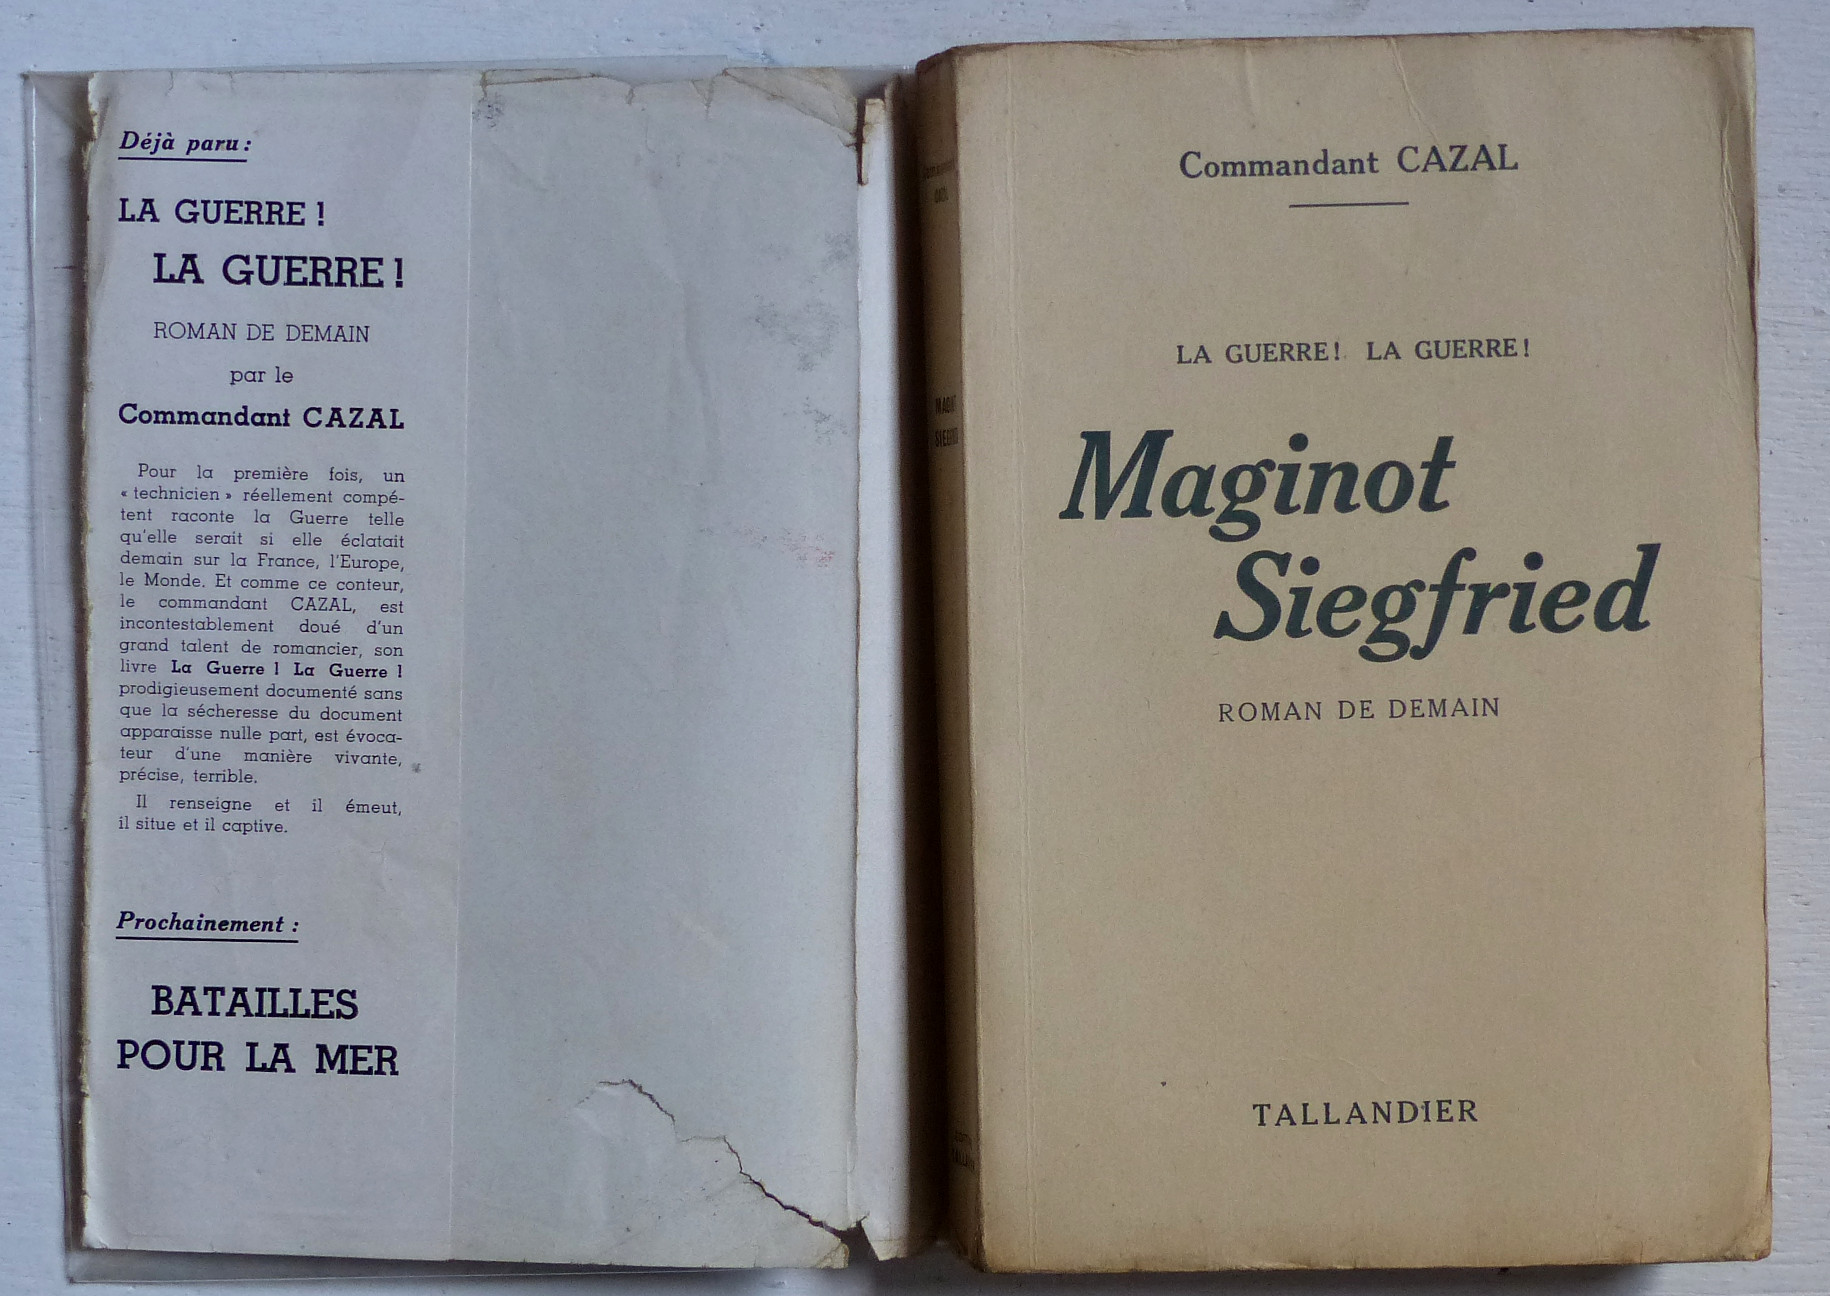 Déjà paru :
LA GUERRE !
LA GUERRE !
ROMAN DE DEMAIN
par le
Commandant CAZAL
Pour la première fois, un
« technicien » réellement compé-
tent raconte la Guerre telle
qu'elle serait si elle éclatait
demain sur la France, l'Europe,
le Monde. Et comme ce conteur,
le commandant CAZAL, est
incontestablement doué d'un
grand talent de romancier, son
livre La Guerre ! La Guerre !
prodigieusement documenté sans
que la sécheresse du document
apparaisse nulle part, est évoca-
teur d'une manière vivante,
précise, terrible.
Il renseigne et il émeut,
il situe et il captive.
Prochainement :
BATAILLES
POUR LA MER
Commandant CAZAL
LA GUERRE ! LA GUERRE !
Maginot
Siegfried
ROMAN DE DEMAIN
TALLANDIER